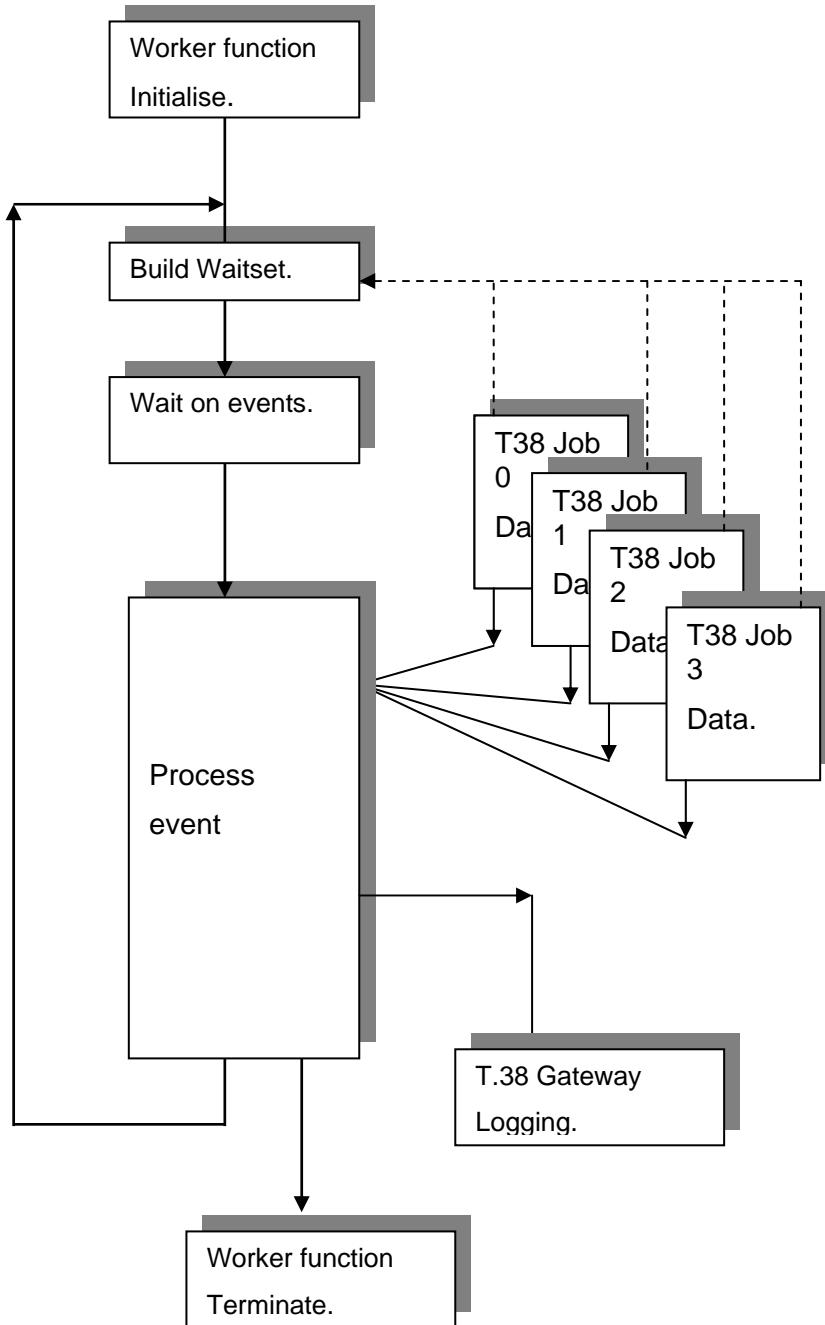 Worker function
Initialise.
Build Waitset.
Wait on events.
T38 Job
0
Da
T38 Job
1
Da
T38 Job
2
Data
T38 Job
3
Data.
Process
event
T.38 Gateway
Logging.
Worker function
Terminate.